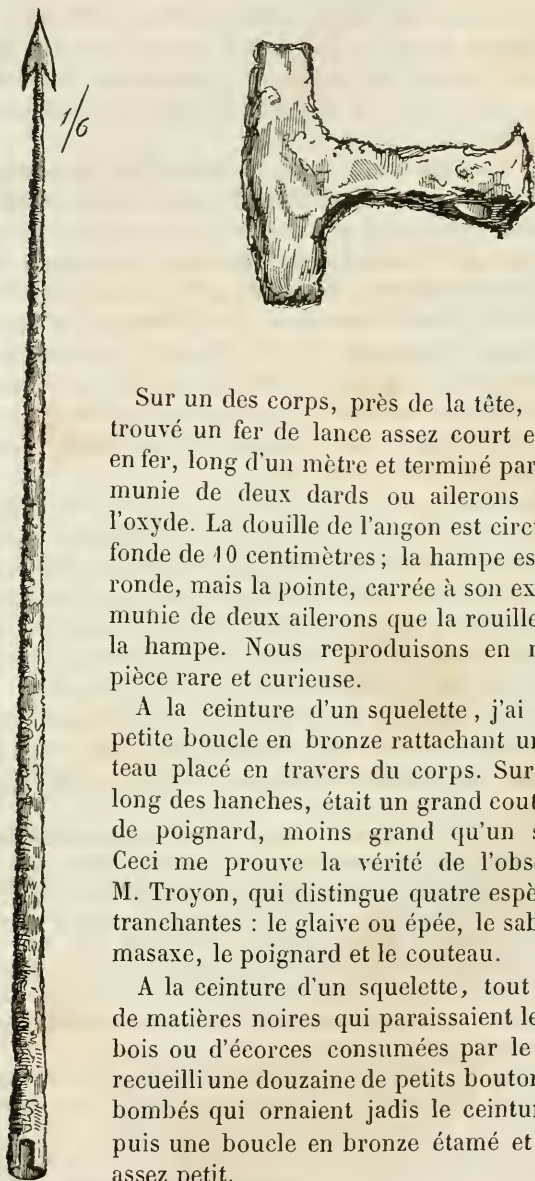 1/6
Sur un des corps, près de la tête,
trouvé un fer de lance assez court e
en fer, long d'un mètre et terminé par
munie de deux dards ou ailerons
l'oxyde. La douille de l'angon est circ
fonde de 10 centimètres; la hampe es
ronde, mais la pointe, carrée à son ex
munie de deux ailerons que la rouille
la hampe. Nous reproduisons en n
pièce rare et curieuse.
A la ceinture d'un squelette, j'ai
petite boucle en bronze rattachant un
teau placé en travers du corps. Sur
long des hanches, était un grand cout
de poignard, moins grand qu'un s
Ceci me prouve la vérité de l'obs
M. Troyon, qui distingue quatre espè
tranchantes : le glaive ou épée, le sab
masaxe, le poignard et le couteau.
A la ceinture d'un squelette, tout
de matières noires qui paraissaient le
bois ou d'écorces consumées par le
recueilli une douzaine de petits bouton
bombés qui ornaient jadis le ceintur
puis une boucle en bronze étamé et
assez petit.